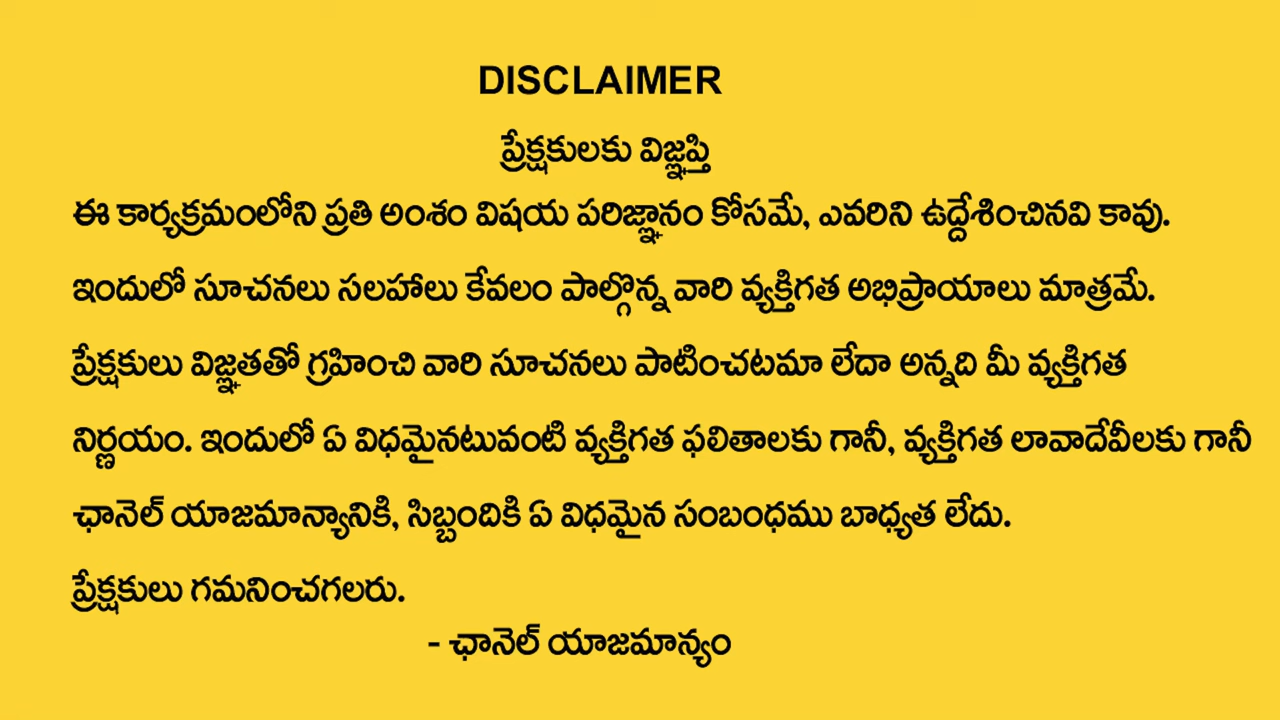 DISCLAIMER
ప్రేక్షకులకు విజ్ఞప్తి
ఈ కార్యక్రమంలోని ప్రతి అంశం విషయ పరిజ్ఞానం కోసమే, ఎవరిని ఉద్దేశించినవి కావు.
ఇందులో సూచనలు సలహాలు కేవలం పాల్గొన్న వారి వ్యక్తిగత అభిప్రాయాలు మాత్రమే.
ప్రేక్షకులు విజ్ఞతతో గ్రహించి వారి సూచనలు పాటించటమా లేదా అన్నది మీ వ్యక్తిగత
నిర్ణయం. ఇందులో ఏ విధమైనటువంటి వ్యక్తిగత ఫలితాలకు గానీ, వ్యక్తిగత లావాదేవీలకు గానీ
ఛానెల్ యాజమాన్యానికి, సిబ్బందికి ఏ విధమైన సంబంధము బాధ్యత లేదు.
ప్రేక్షకులు గమనించగలరు.
- ఛానెల్ యాజమాన్యం